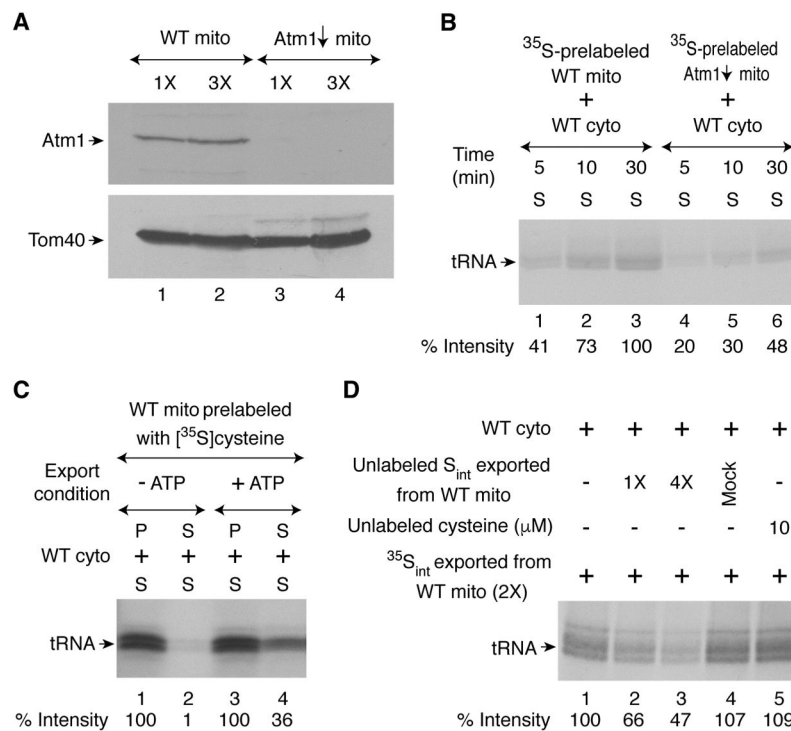 A
WT mito
Atm1↓ mito
1X 3X 1X 3X
Atm1
Tom40
1 2 3 4
B
35S-prelabeled
WT mito
+
WT cyto
35S-prelabeled
Atm1↓ mito
+
WT cyto
Time
(min)
5 10 30 5 10 30
S S S S S S
tRNA
1 2 3 4 5 6
% Intensity 41 73 100 20 30 48
C
WT mito prelabeled
with [35S]cysteine
Export
condition
- ATP + ATP
P S P S
WT cyto + + + +
S S S S
tRNA
1 2 3 4
% Intensity 100 1 100 36
D
WT cyto + + + + +
Unlabeled Sint exported
from WT mito
- 1X 4X Mock -
Unlabeled cysteine (μM) - - - - 10
35Sint exported from
WT mito (2X)
+ + + + +
tRNA
1 2 3 4 5
% Intensity 100 66 47 107 109